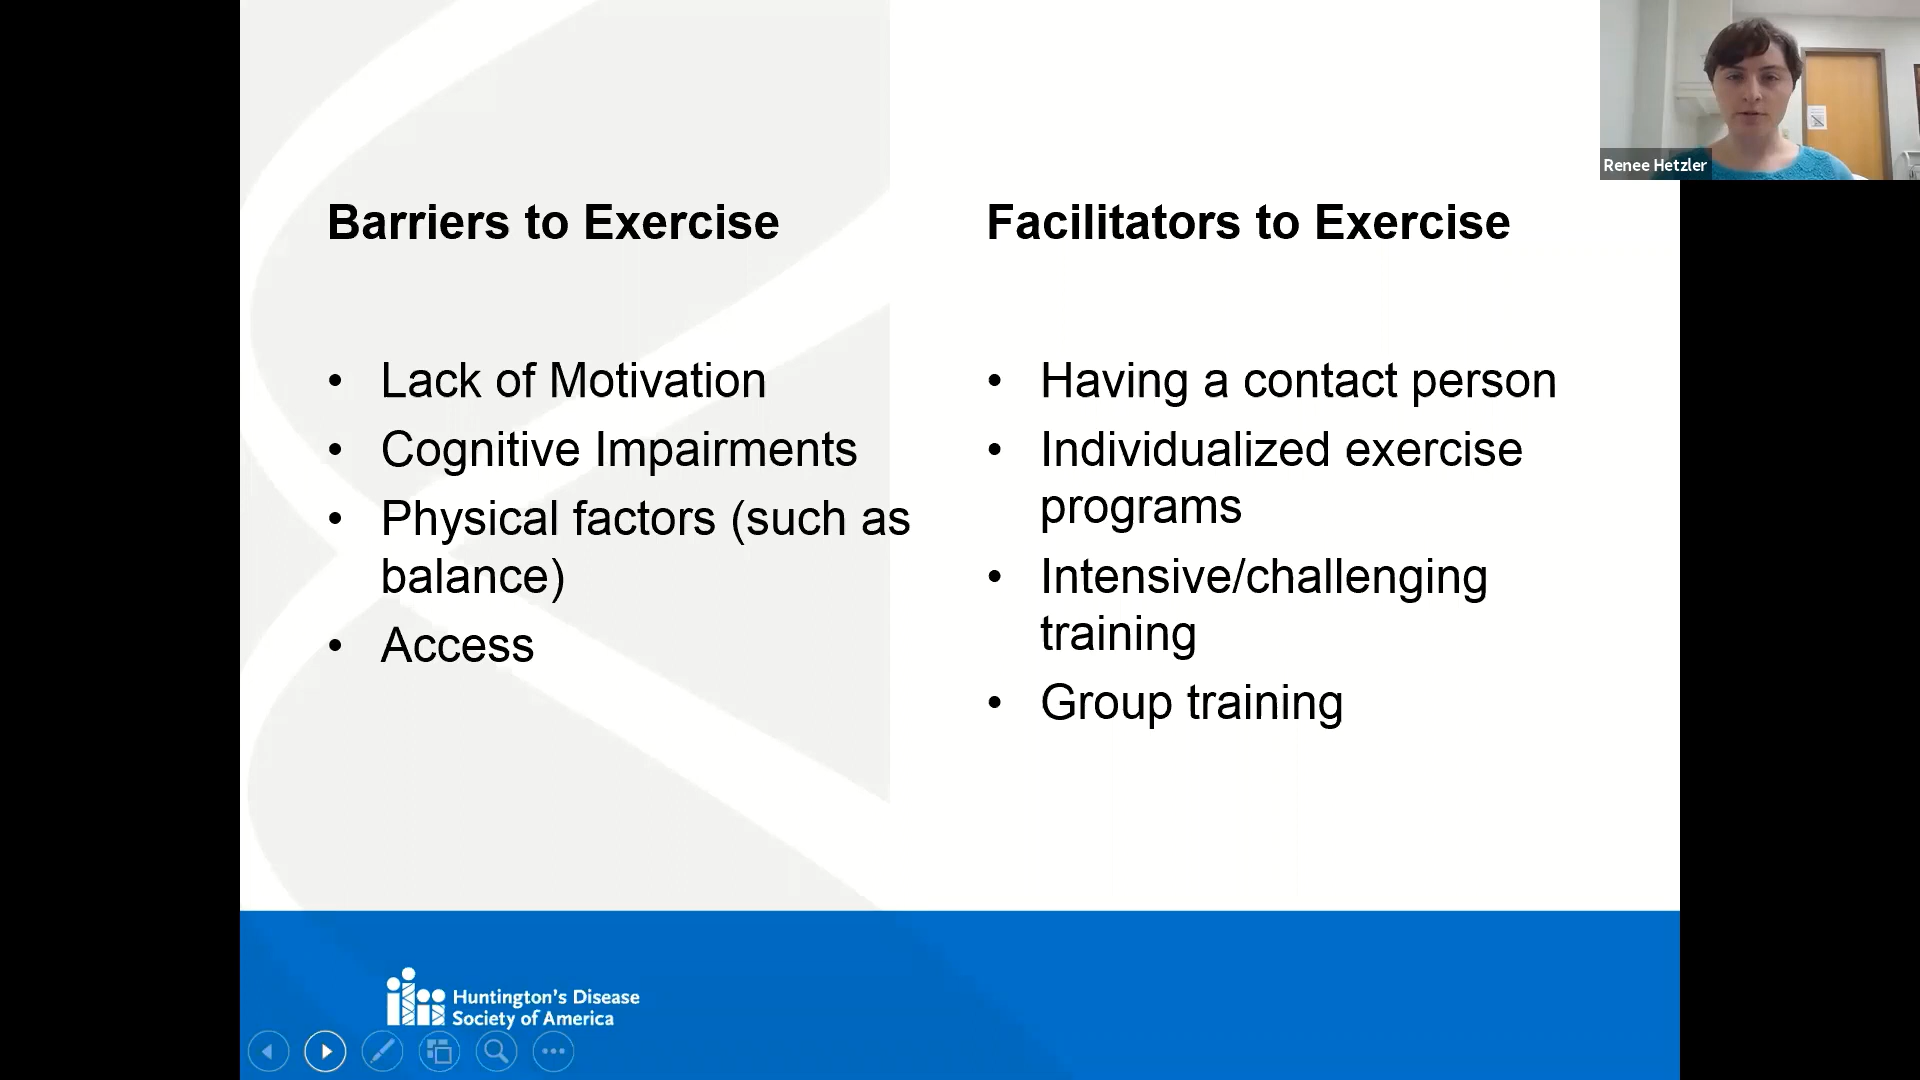 Renee Hetzler
Barriers to Exercise
• Lack of Motivation
• Cognitive Impairments
• Physical factors (such as
balance)
• Access
Facilitators to Exercise
• Having a contact person
• Individualized exercise
programs
• Intensive/challenging
training
• Group training
Huntington's Disease
Society of America